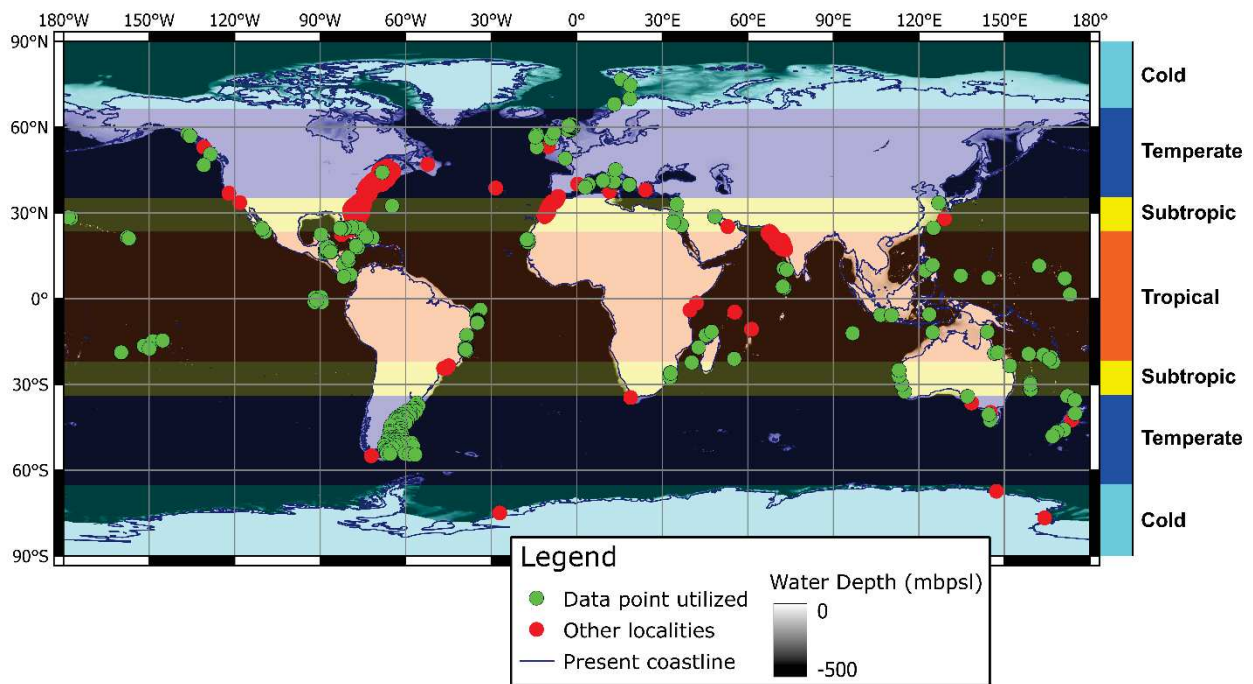 180°W 150°W 120°W 90°W 60°W 30°W 0° 30°E 60°E 90°E 120°E 150°E 180°
90°N
60°N
30°N
0°
30°S
60°S
90°S
Cold
Temperate
Subtropic
Tropical
Subtropic
Temperate
Cold
Legend
Data point utilized
Other localities
Present coastline
Water Depth (mbpsl)
0
-500